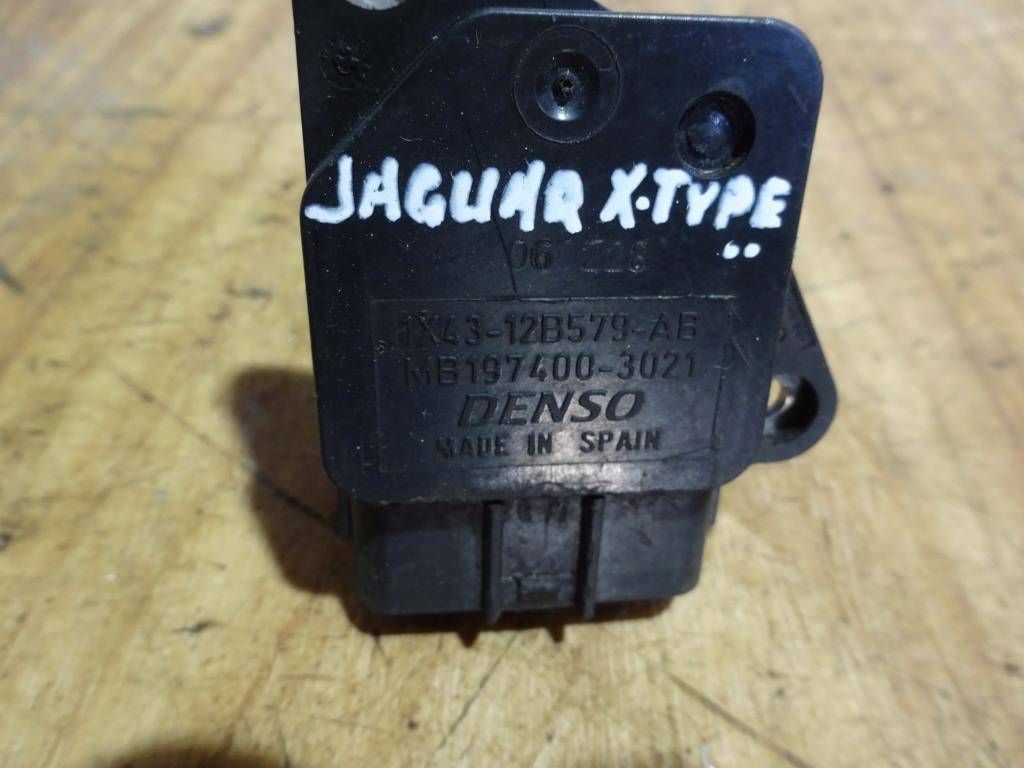 JAGUAR X-TYPE
1X43-12B579-AB
MB197400-3021
DENSO
MADE IN SPAIN